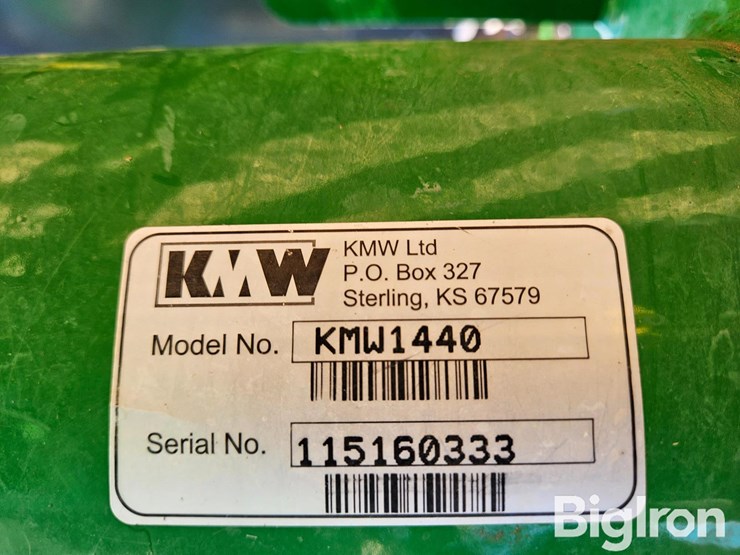 KMW
KMW Ltd
P.O. Box 327
Sterling, KS 67579
Model No. KMW1440
Serial No. 115160333
BigIron